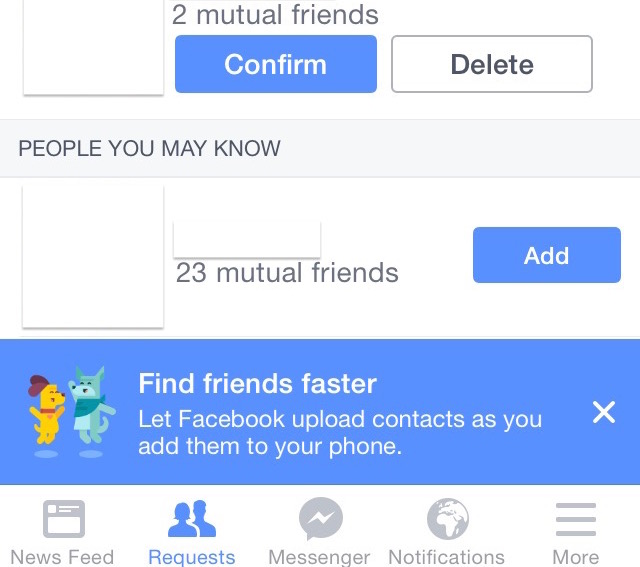 2 mutual friends
Confirm
Delete
PEOPLE YOU MAY KNOW
23 mutual friends
Add
Find friends faster
Let Facebook upload contacts as you
add them to your phone.
News Feed
Requests
Messenger
Notifications
More